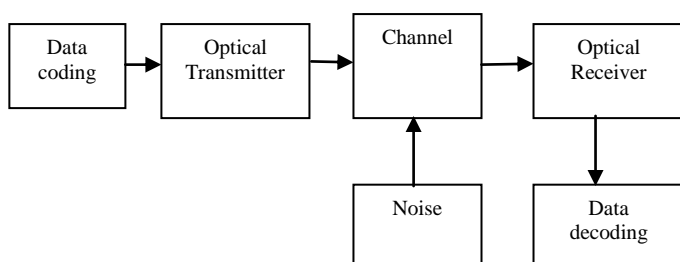 Data
coding
Optical
Transmitter
Channel
Optical
Receiver
Noise
Data
decoding